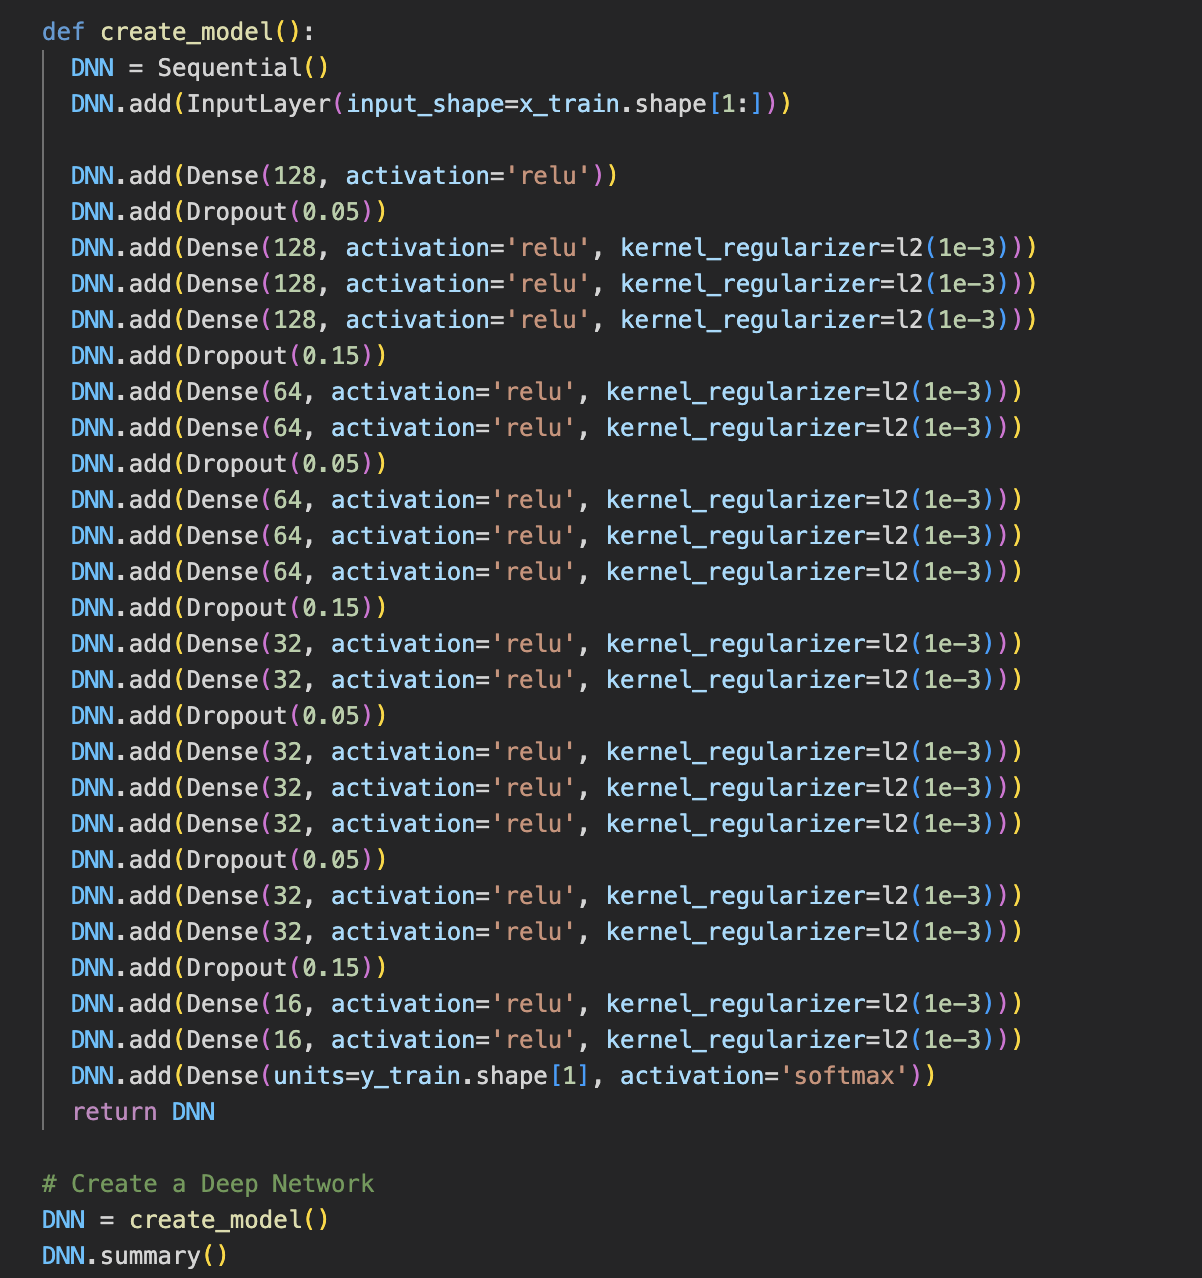 def create_model():
  DNN = Sequential()
  DNN.add(InputLayer(input_shape=x_train.shape[1:]))

  DNN.add(Dense(128, activation='relu'))
  DNN.add(Dropout(0.05))
  DNN.add(Dense(128, activation='relu', kernel_regularizer=l2(1e-3)))
  DNN.add(Dense(128, activation='relu', kernel_regularizer=l2(1e-3)))
  DNN.add(Dense(128, activation='relu', kernel_regularizer=l2(1e-3)))
  DNN.add(Dropout(0.15))
  DNN.add(Dense(64, activation='relu', kernel_regularizer=l2(1e-3)))
  DNN.add(Dense(64, activation='relu', kernel_regularizer=l2(1e-3)))
  DNN.add(Dropout(0.05))
  DNN.add(Dense(64, activation='relu', kernel_regularizer=l2(1e-3)))
  DNN.add(Dense(64, activation='relu', kernel_regularizer=l2(1e-3)))
  DNN.add(Dense(64, activation='relu', kernel_regularizer=l2(1e-3)))
  DNN.add(Dropout(0.15))
  DNN.add(Dense(32, activation='relu', kernel_regularizer=l2(1e-3)))
  DNN.add(Dense(32, activation='relu', kernel_regularizer=l2(1e-3)))
  DNN.add(Dropout(0.05))
  DNN.add(Dense(32, activation='relu', kernel_regularizer=l2(1e-3)))
  DNN.add(Dense(32, activation='relu', kernel_regularizer=l2(1e-3)))
  DNN.add(Dense(32, activation='relu', kernel_regularizer=l2(1e-3)))
  DNN.add(Dropout(0.05))
  DNN.add(Dense(32, activation='relu', kernel_regularizer=l2(1e-3)))
  DNN.add(Dense(32, activation='relu', kernel_regularizer=l2(1e-3)))
  DNN.add(Dropout(0.15))
  DNN.add(Dense(16, activation='relu', kernel_regularizer=l2(1e-3)))
  DNN.add(Dense(16, activation='relu', kernel_regularizer=l2(1e-3)))
  DNN.add(Dense(units=y_train.shape[1], activation='softmax'))
  return DNN

# Create a Deep Network
DNN = create_model()
DNN.summary()